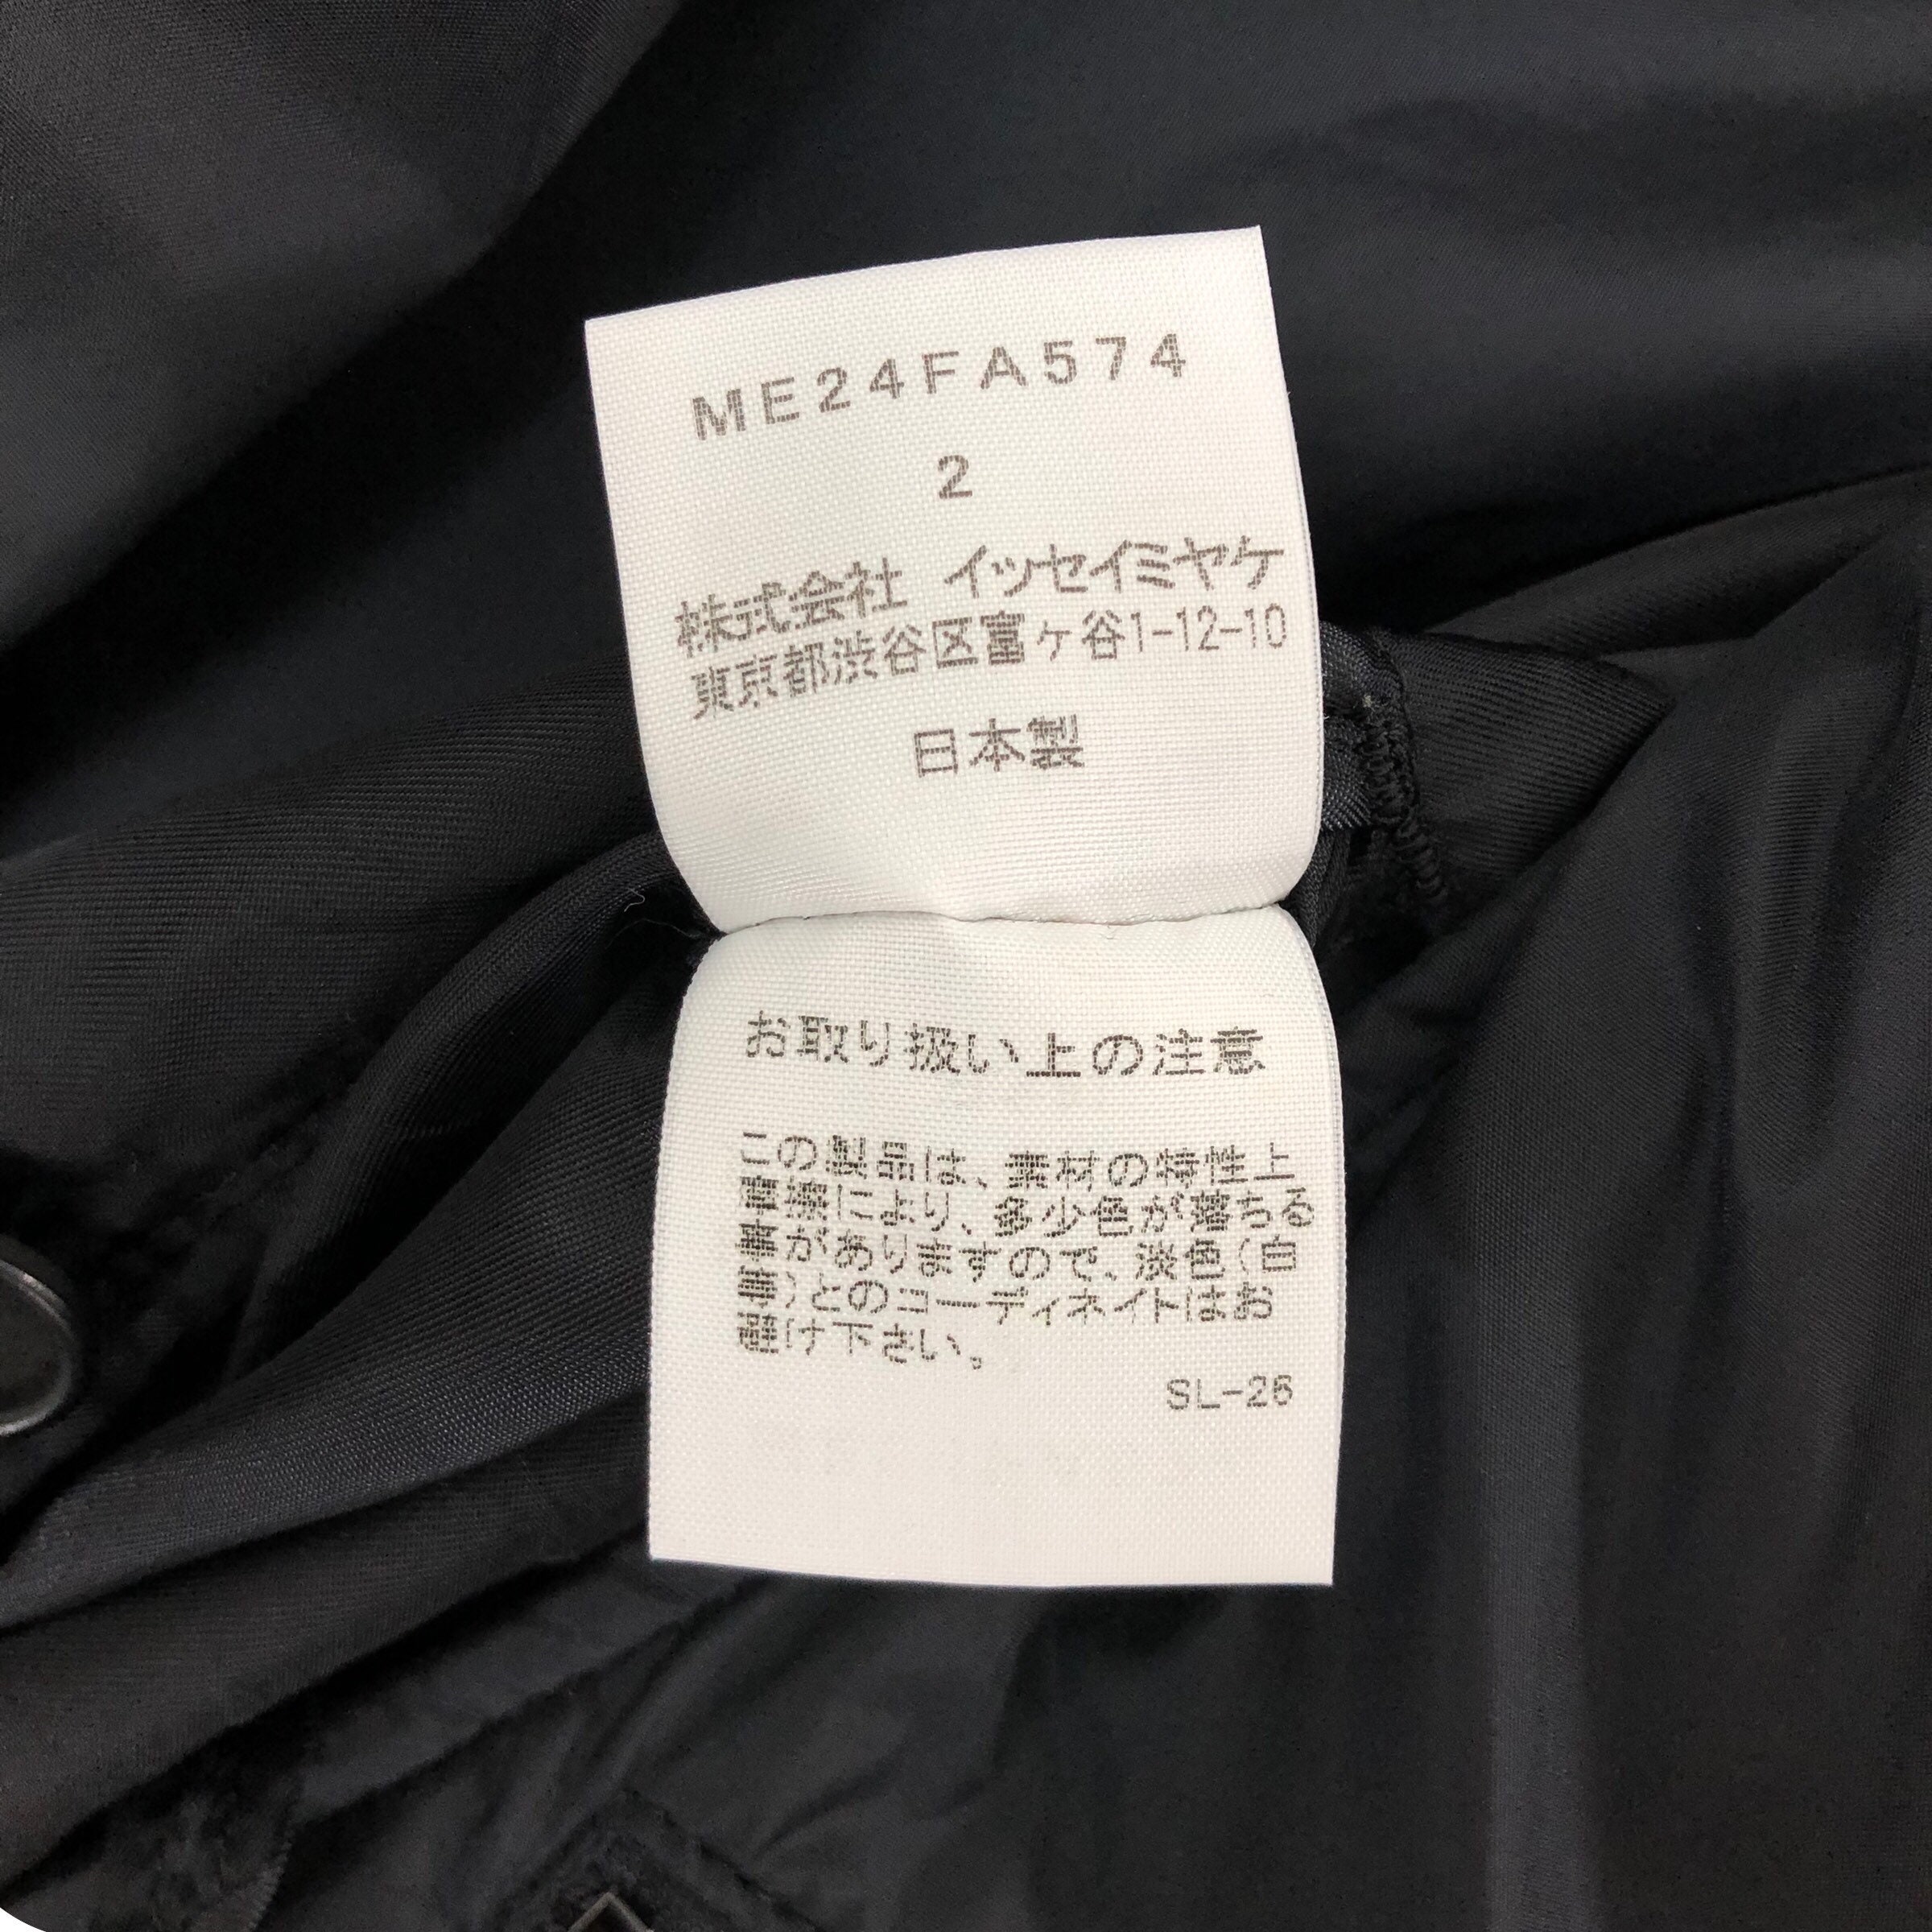 ME24FA574
2
株式会社 イッセイミヤケ
東京都渋谷区富ヶ谷1-12-10
日本製
お取り扱い上の注意
この製品は、素材の特性上
摩擦により、多少色が落ちる
事がありますので、淡色(白
等)とのコーディネイトはお
避け下さい。
SL-26